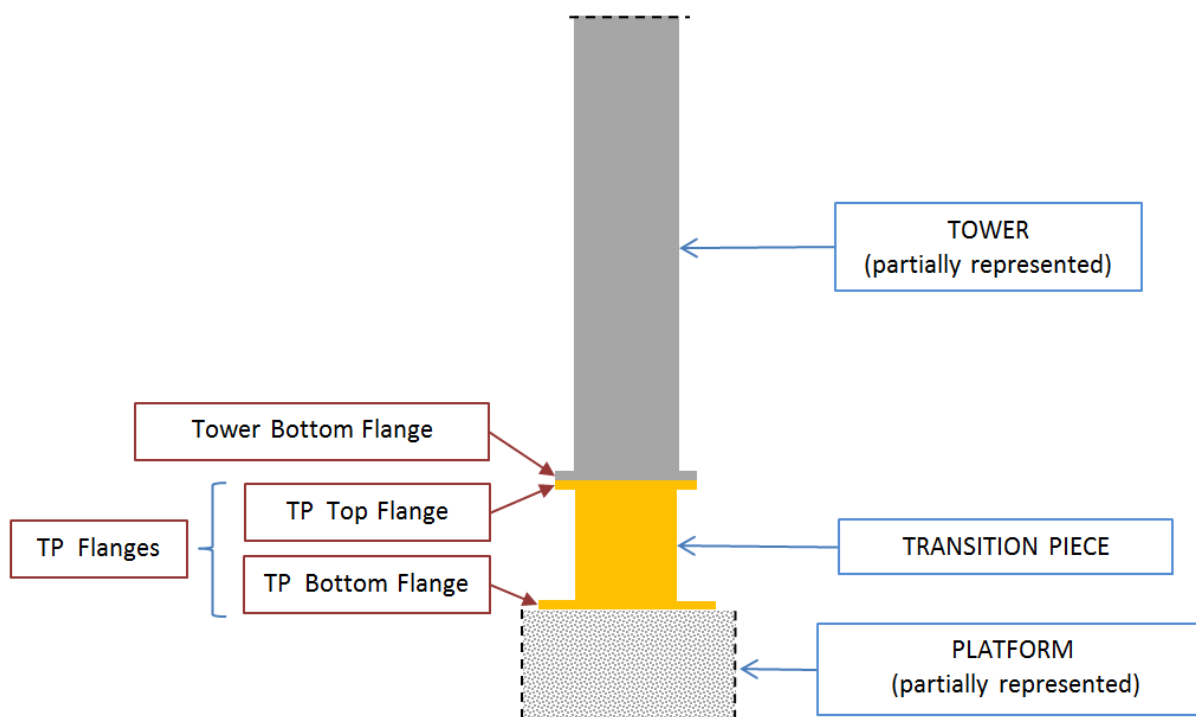 TOWER
(partially represented)
Tower Bottom Flange
TP Top Flange
TP Flanges
TRANSITION PIECE
TP Bottom Flange
PLATFORM
(partially represented)